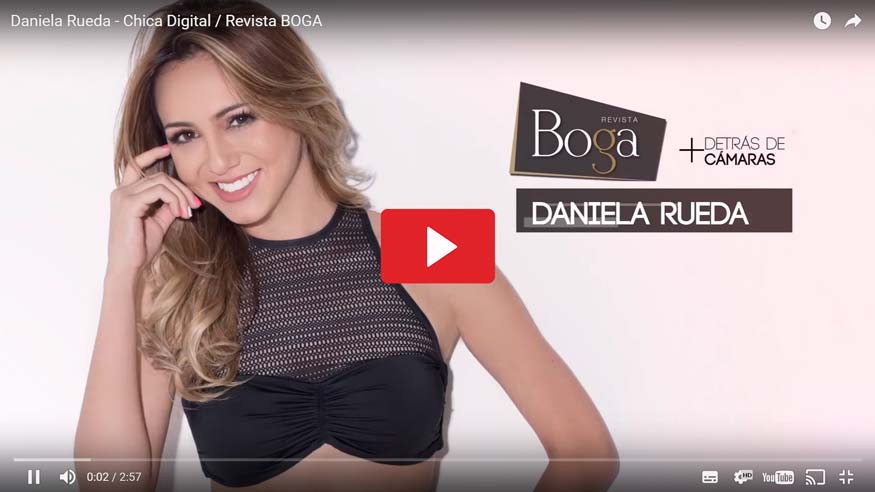 Daniela Rueda - Chica Digital / Revista BOGA
REVISTA
Boga
+DETRÁS DE
CÁMARAS
DANIELA RUEDA
0:02 / 2:57
HD
YouTube